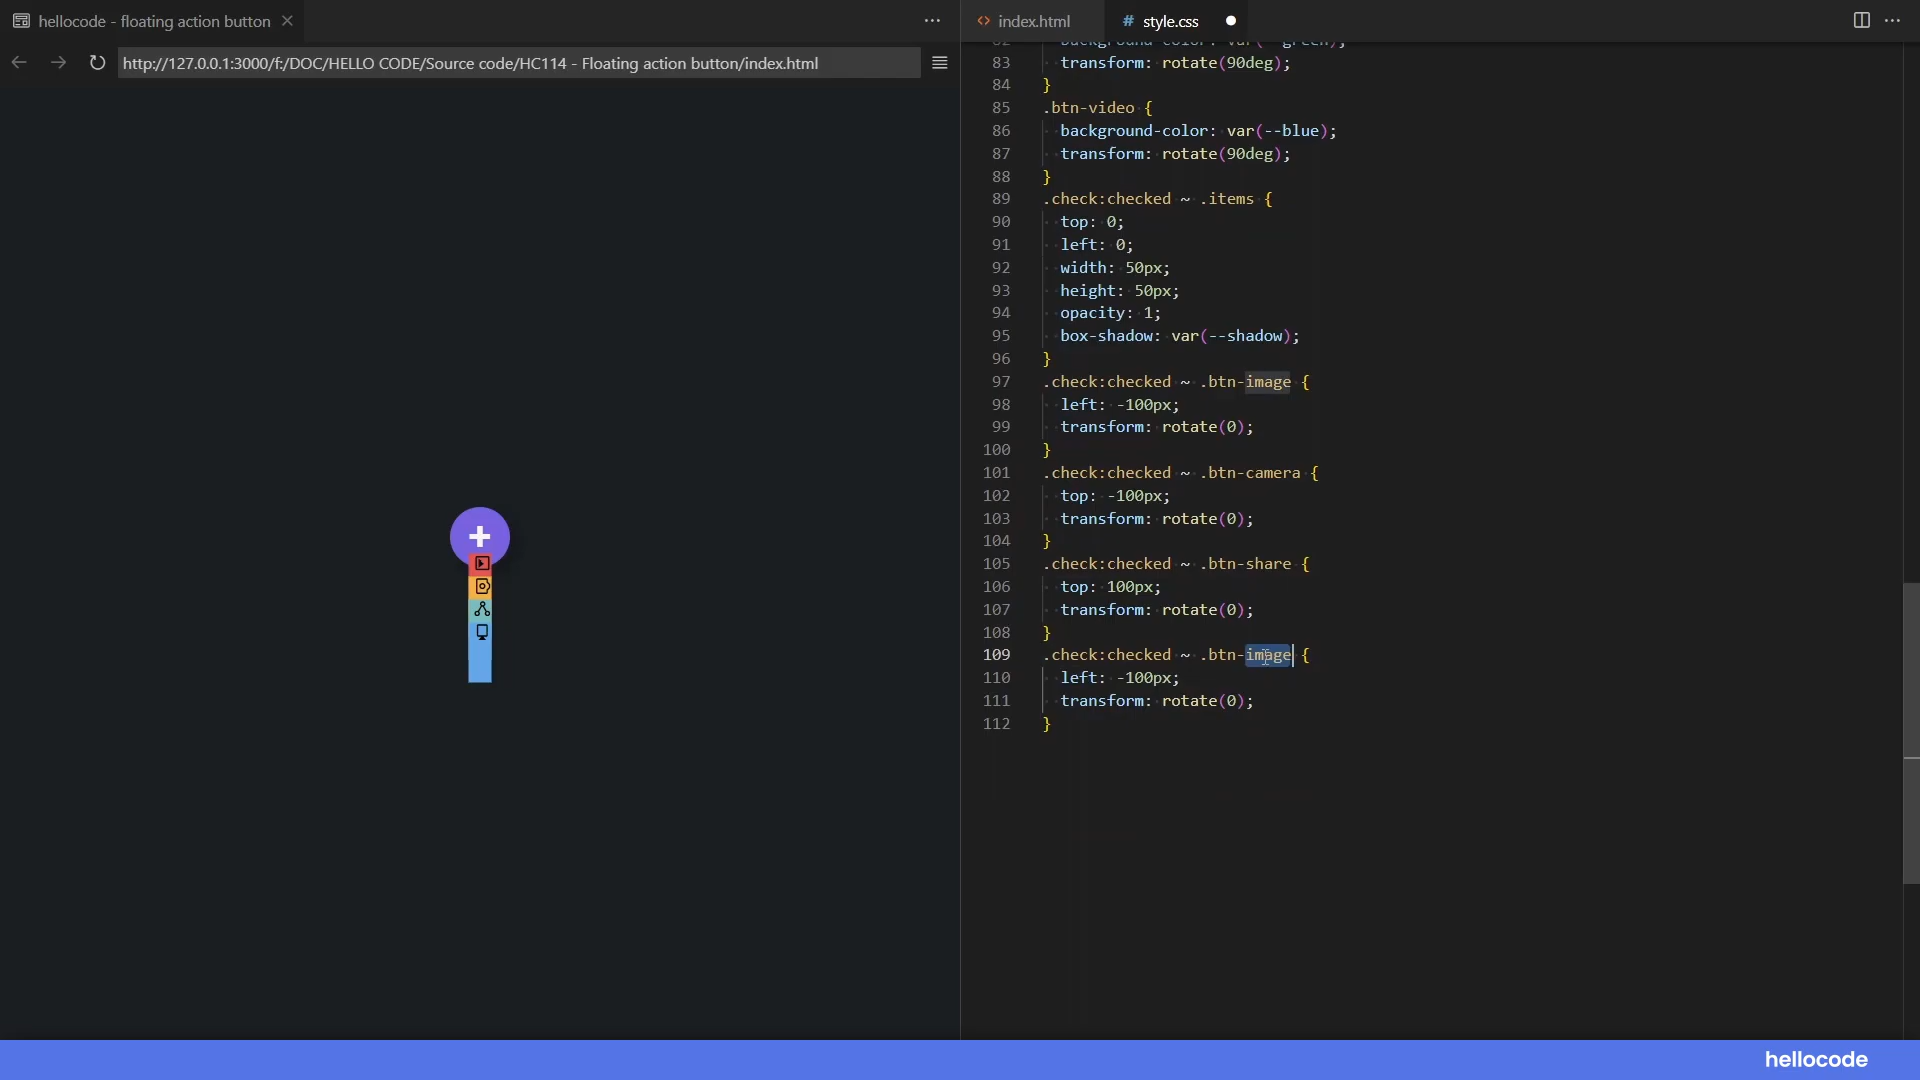 hellocode - floating action button
index.html
# style.css
http://127.0.0.1:3000/f:/DOC/HELLO CODE/Source code/HC114 - Floating action button/index.html
82 background-color: var(--green);
83 transform: rotate(90deg);
84 }
85 .btn-video {
86 background-color: var(--blue);
87 transform: rotate(90deg);
88 }
89 .check:checked ~ .items {
90 top: 0;
91 left: 0;
92 width: 50px;
93 height: 50px;
94 opacity: 1;
95 box-shadow: var(--shadow);
96 }
97 .check:checked ~ .btn-image {
98 left: -100px;
99 transform: rotate(0);
100 }
101 .check:checked ~ .btn-camera {
102 top: -100px;
103 transform: rotate(0);
104 }
105 .check:checked ~ .btn-share {
106 top: 100px;
107 transform: rotate(0);
108 }
109 .check:checked ~ .btn-image {
110 left: -100px;
111 transform: rotate(0);
112 }
hellocode